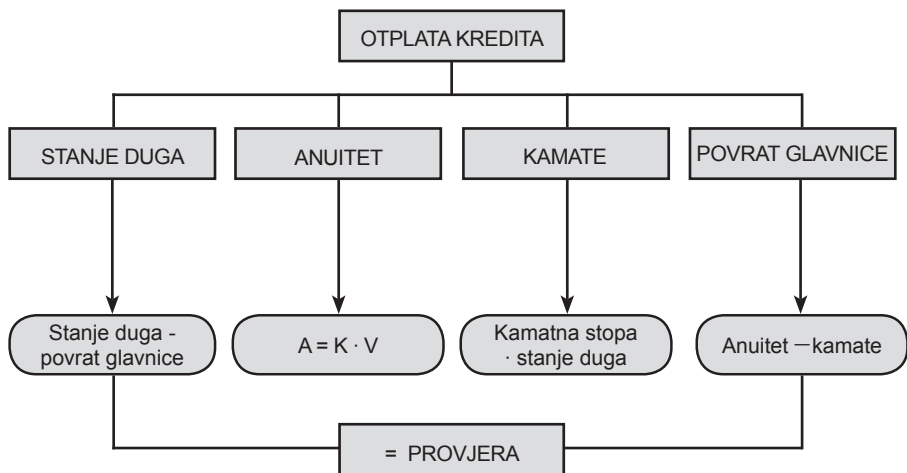 OTPLATA KREDITA
STANJE DUGA
ANUITET
KAMATE
POVRAT GLAVNICE
Stanje duga -
povrat glavnice
A = K · V
Kamatna stopa
· stanje duga
Anuitet – kamate
= PROVJERA